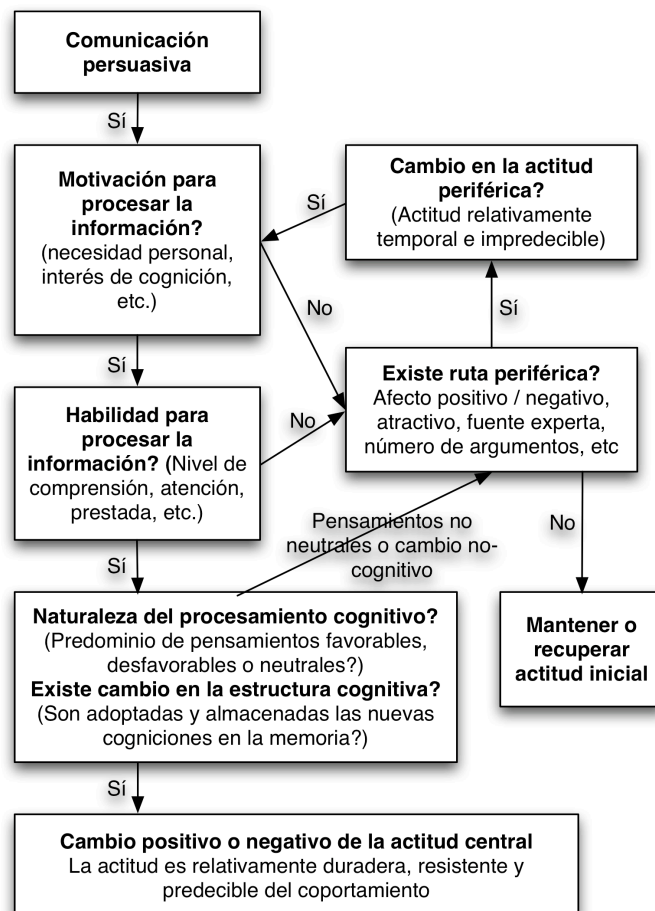 Comunicación
persuasiva
Sí
Motivación para
procesar la
información?
(necesidad personal,
interés de cognición,
etc.)
Cambio en la actitud
periférica?
(Actitud relativamente
temporal e impredecible)
Sí
No
Sí
Sí
Existe ruta periférica?
Afecto positivo / negativo,
atractivo, fuente experta,
número de argumentos, etc
Habilidad para
procesar la
información? (Nivel de
comprensión, atención,
prestada, etc.)
No
Pensamientos no
neutrales o cambio no-
cognitivo
No
Sí
Naturaleza del procesamiento cognitivo?
(Predominio de pensamientos favorables,
desfavorables o neutrales?)
Existe cambio en la estructura cognitiva?
(Son adoptadas y almacenadas las nuevas
cogniciones en la memoria?)
Mantener o
recuperar
actitud inicial
Sí
Cambio positivo o negativo de la actitud central
La actitud es relativamente duradera, resistente y
predecible del coportamiento